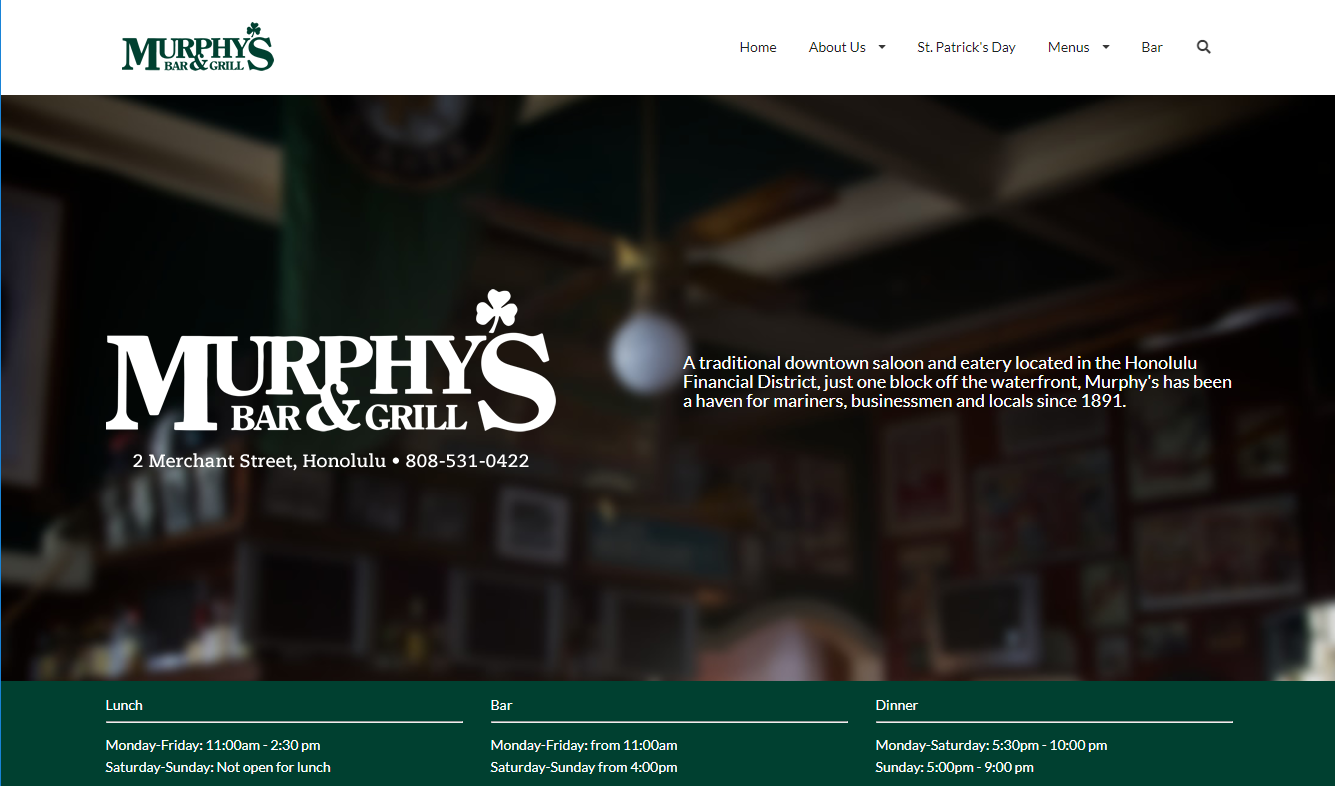 MURPHY'S
BAR & GRILL
Home
About Us
St. Patrick's Day
Menus
Bar
MURPHY'S
BAR & GRILL
2 Merchant Street, Honolulu • 808-531-0422
A traditional downtown saloon and eatery located in the Honolulu
Financial District, just one block off the waterfront, Murphy's has been
a haven for mariners, businessmen and locals since 1891.
Lunch
Monday-Friday: 11:00am - 2:30 pm
Saturday-Sunday: Not open for lunch
Bar
Monday-Friday: from 11:00am
Saturday-Sunday from 4:00pm
Dinner
Monday-Saturday: 5:30pm - 10:00 pm
Sunday: 5:00pm - 9:00 pm